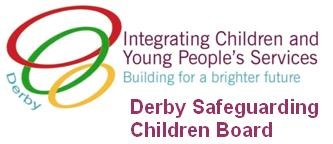 Integrating Children and
Young People's Services
Building for a brighter future
Derby
Derby Safeguarding
Children Board